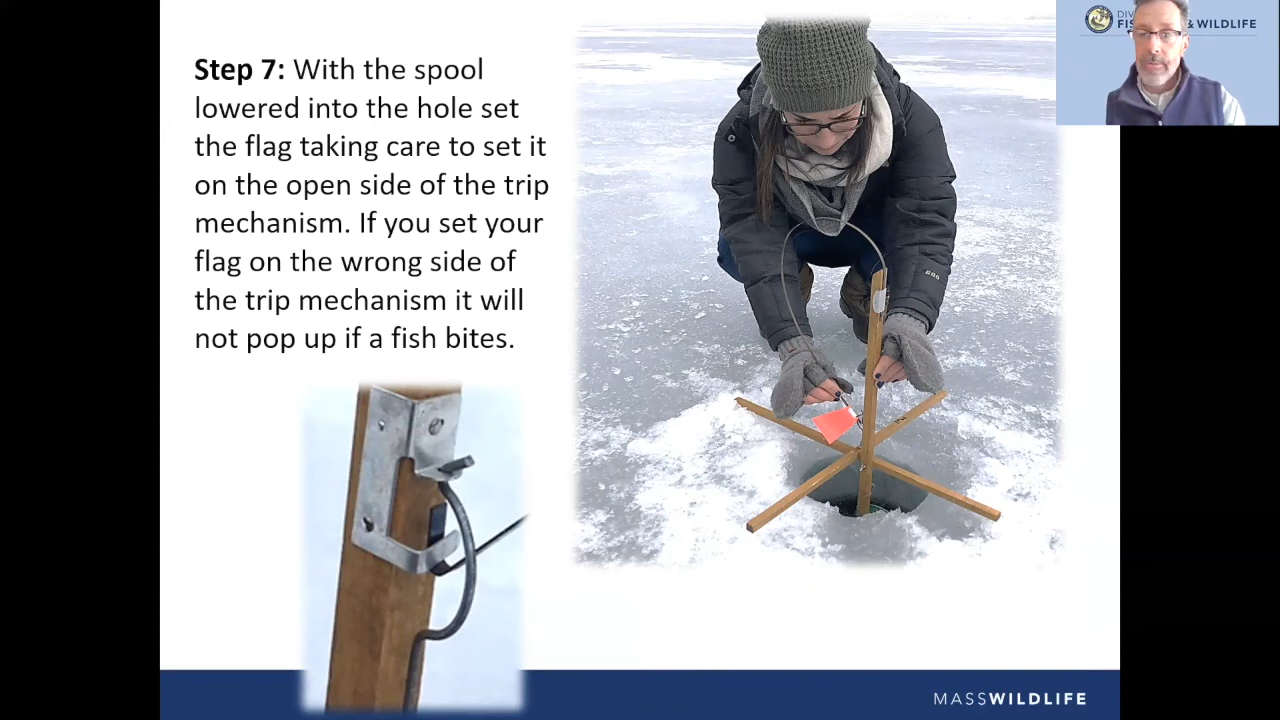 Step 7: With the spool
lowered into the hole set
the flag taking care to set it
on the open side of the trip
mechanism. If you set your
flag on the wrong side of
the trip mechanism it will
not pop up if a fish bites.
& WILDLIFE
MASSWILDLIFE